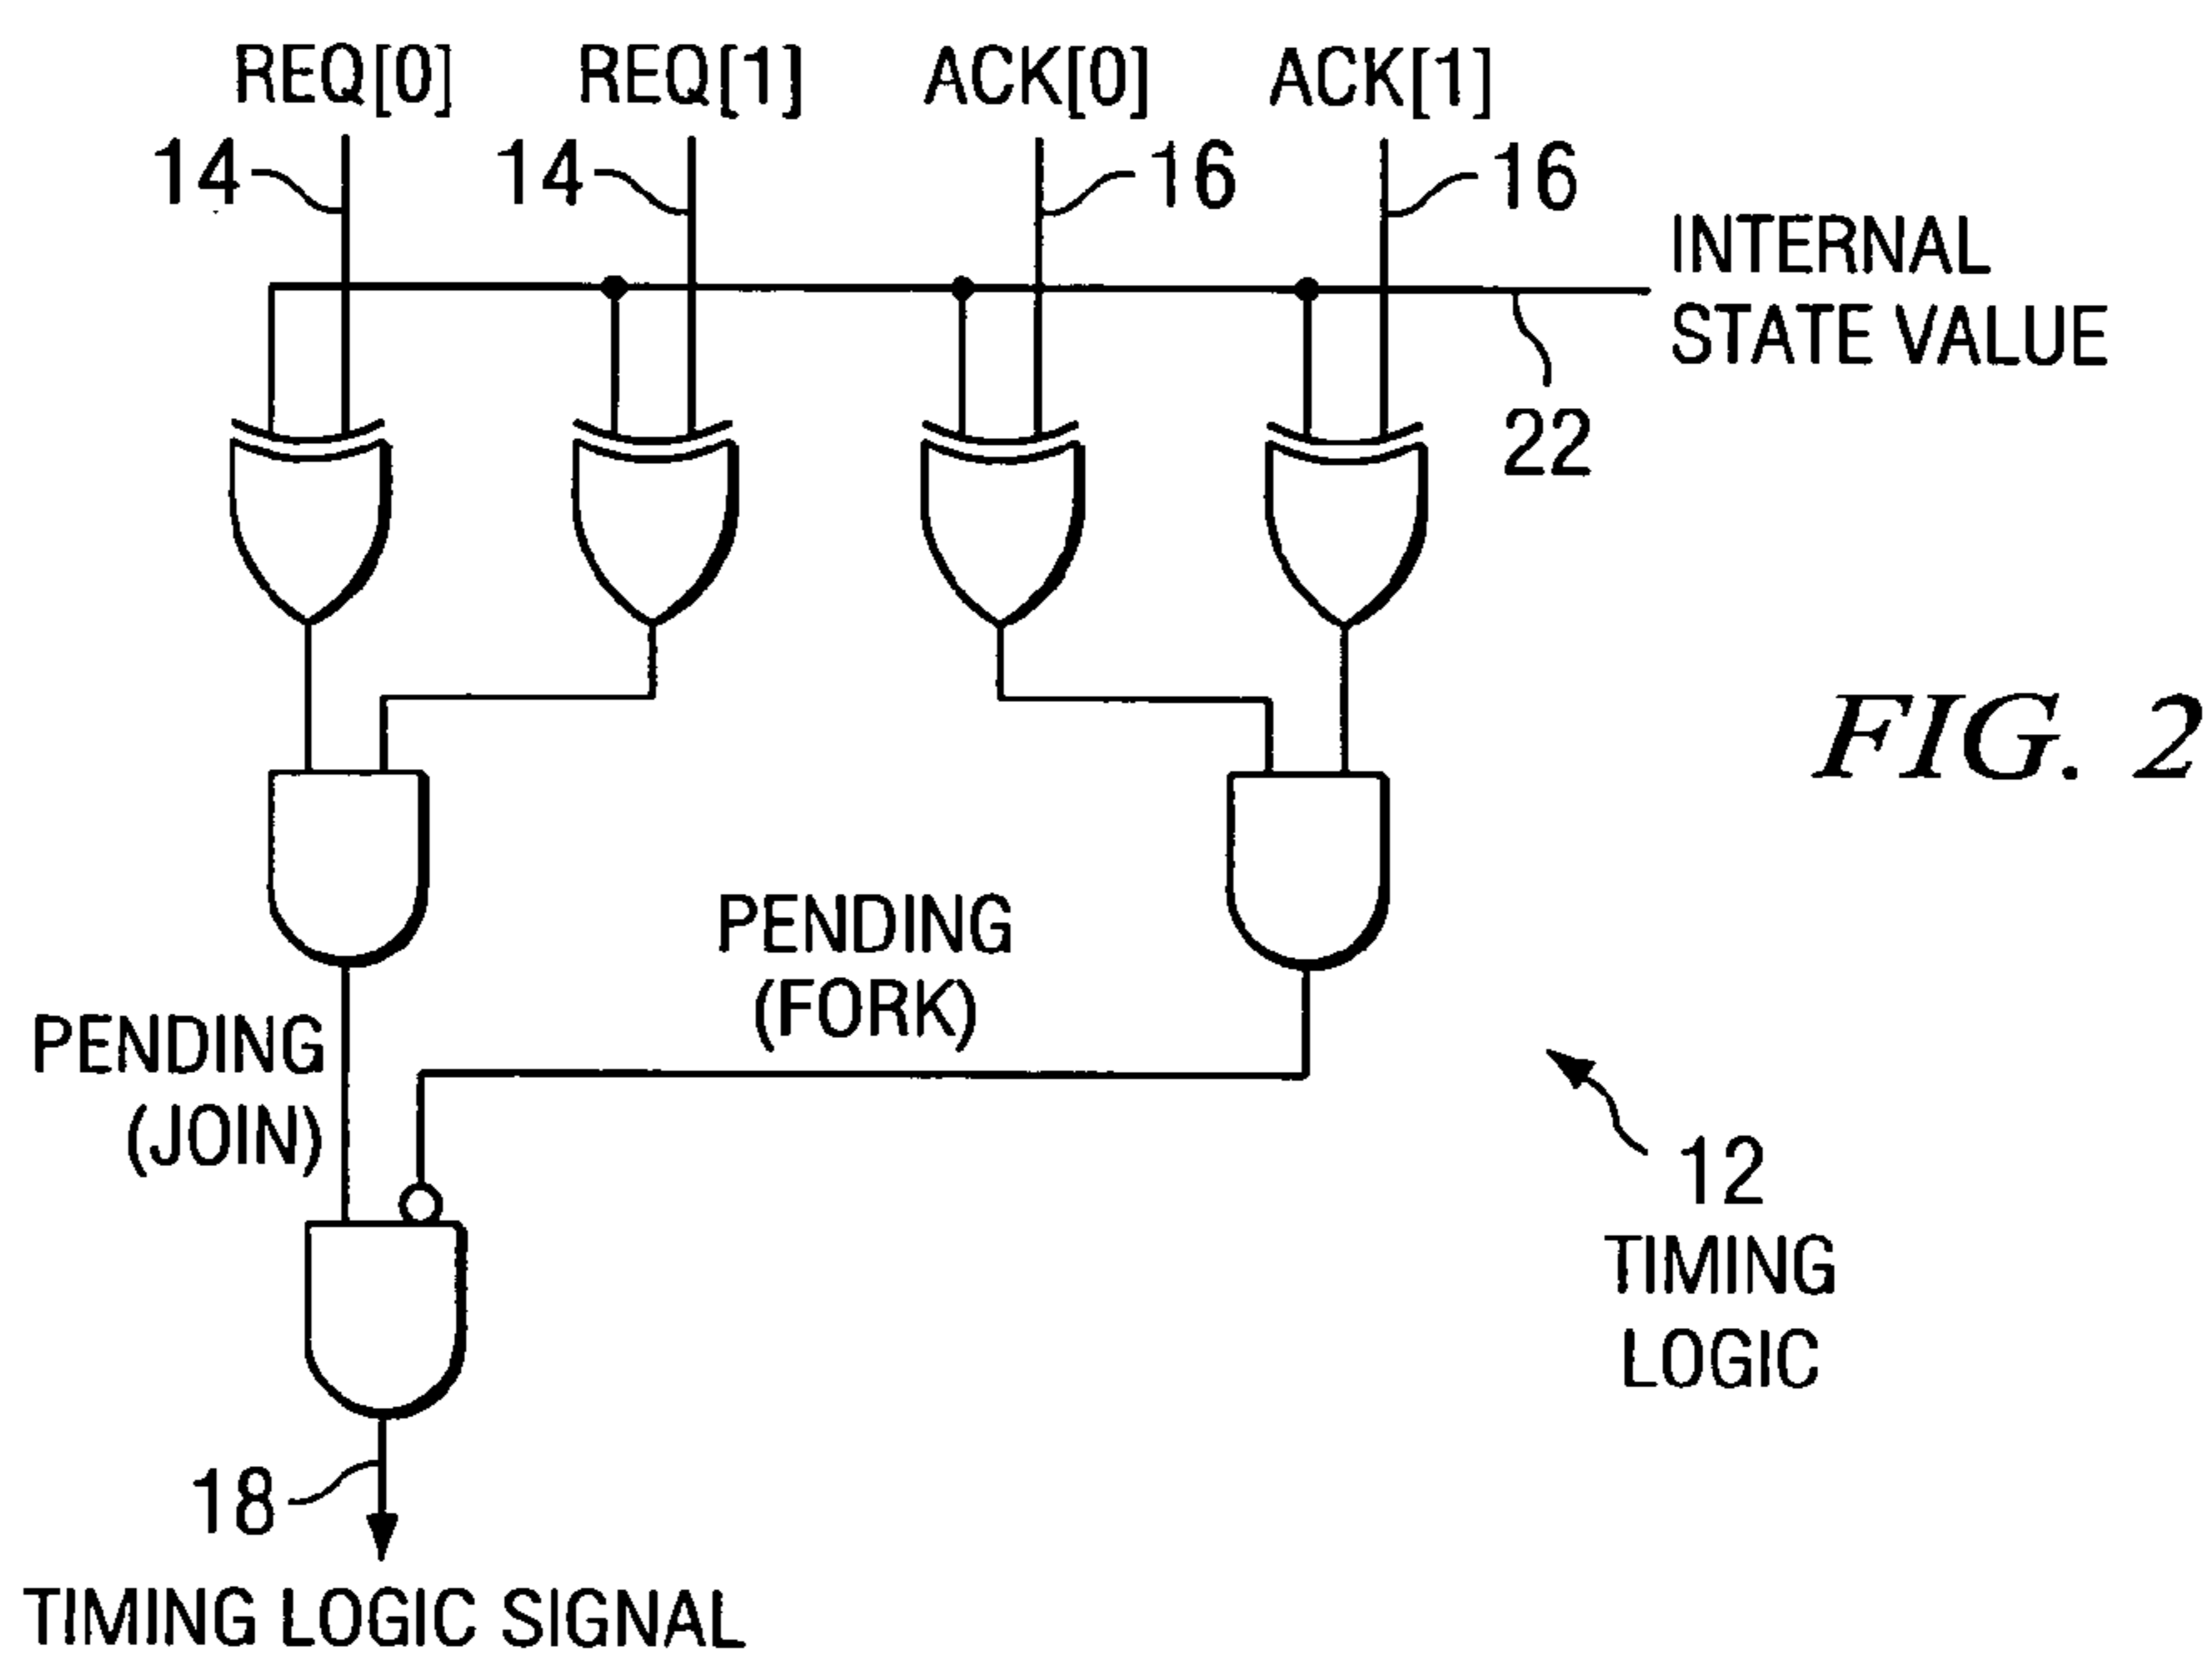 REQ[0] REQ[1] ACK[0] ACK[1]
14 14 16 16
INTERNAL
STATE VALUE
22
FIG. 2
PENDING
(FORK)
PENDING
(JOIN)
12
TIMING
LOGIC
18
TIMING LOGIC SIGNAL